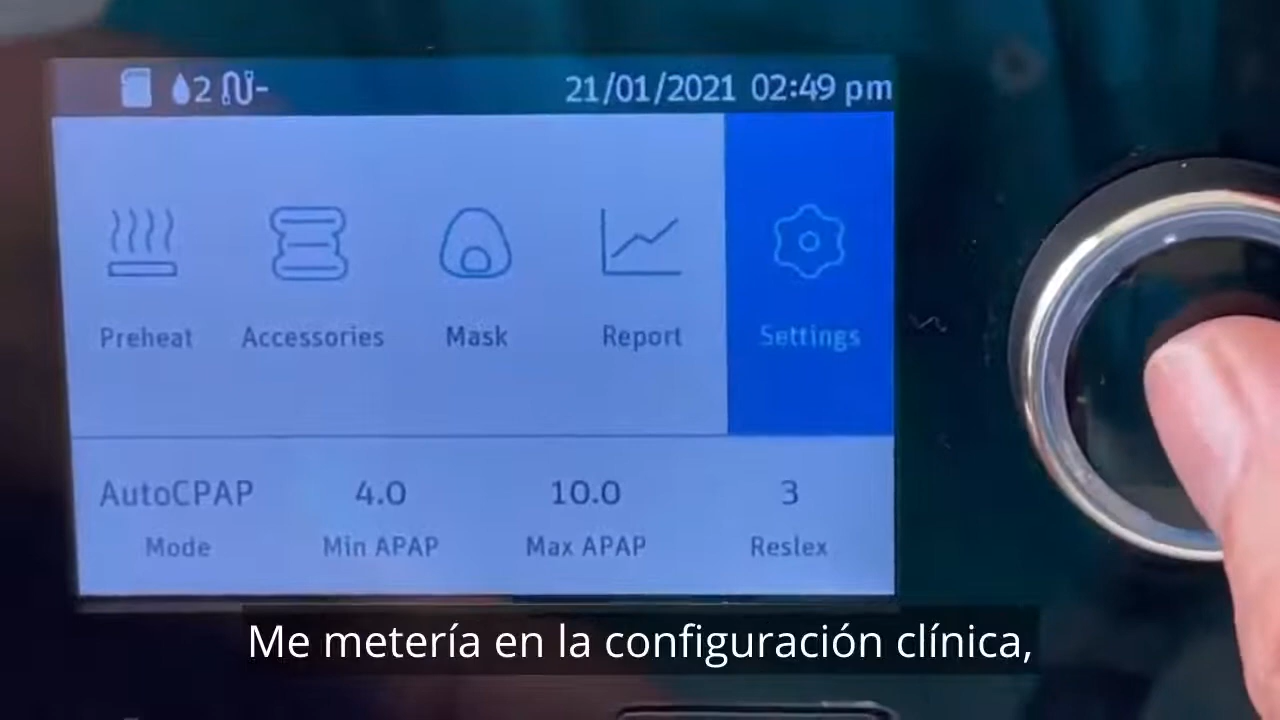 2 21/01/2021 02:49 pm
Preheat Accessories Mask Report Settings
AutoCPAP 4.0 10.0 3
Mode Min APAP Max APAP Reslex
Me metería en la configuración clínica,